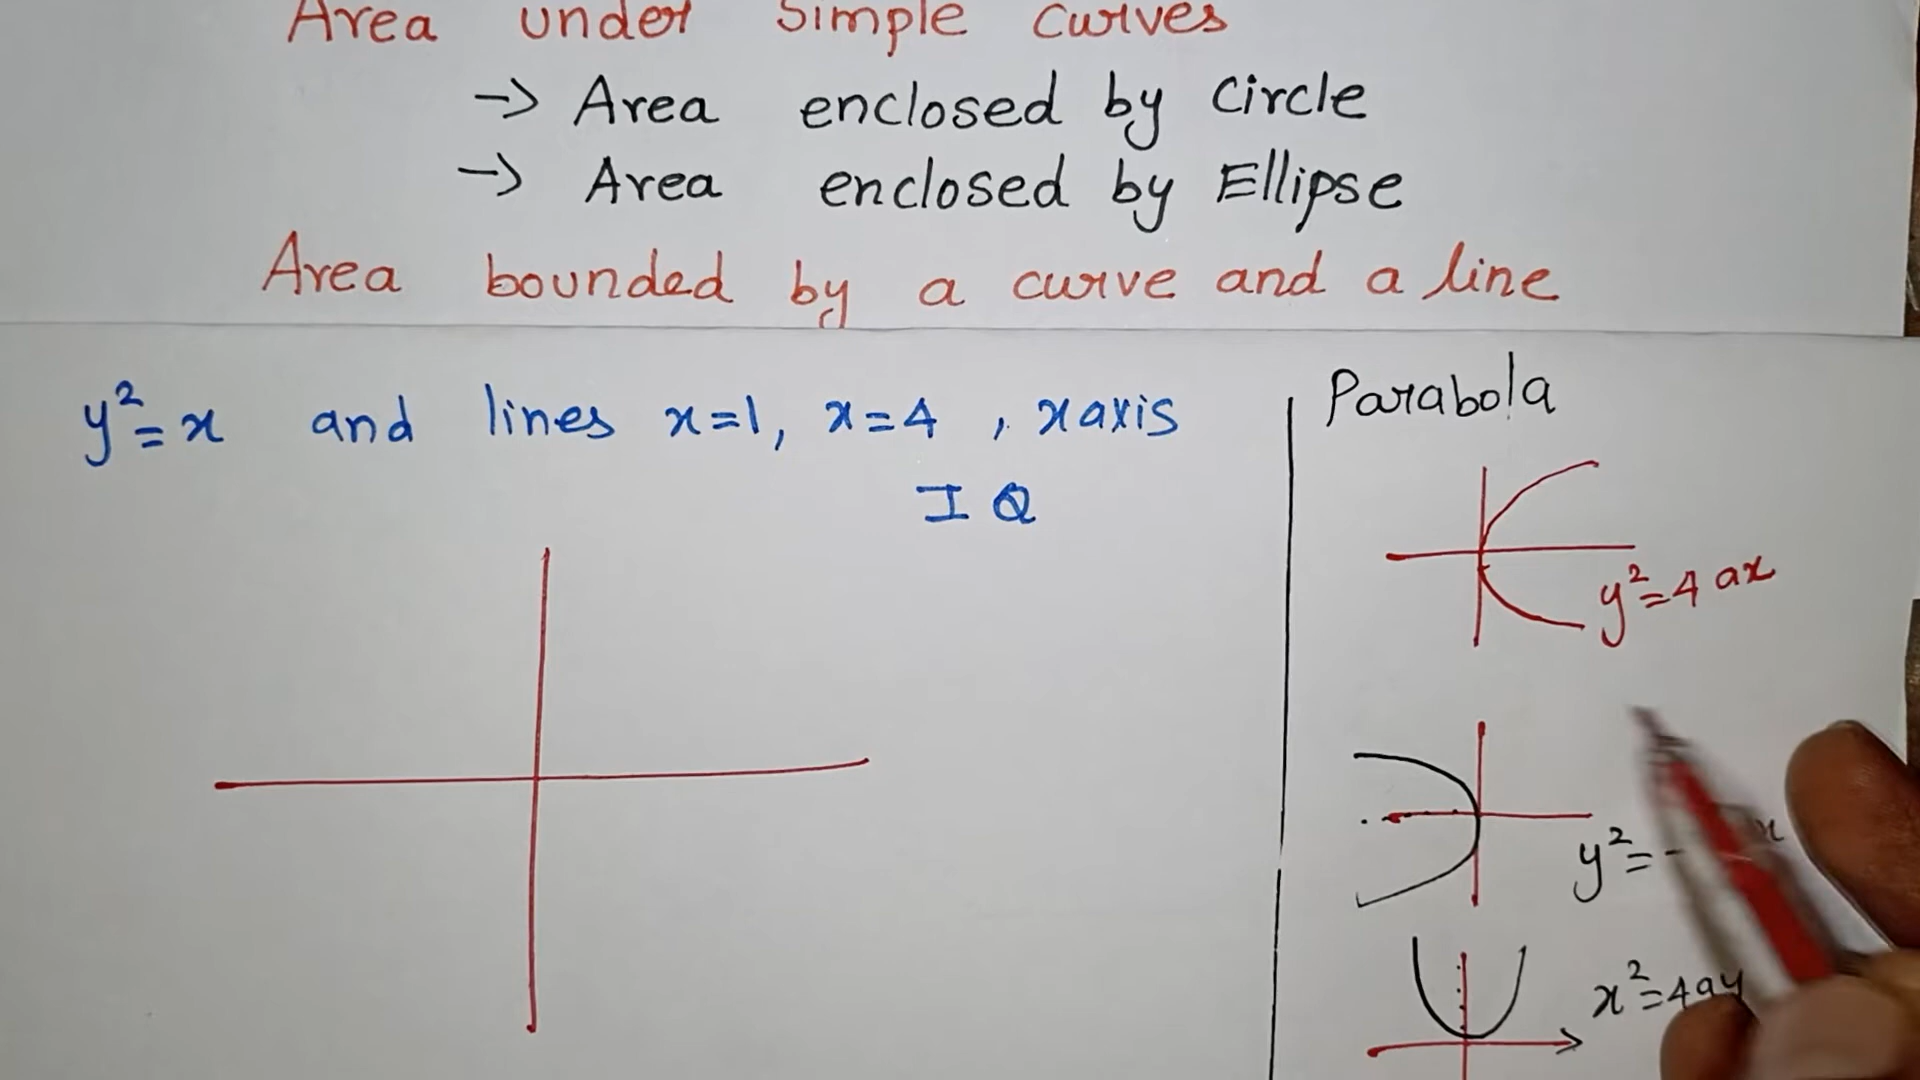 Area under Simple curves
-> Area enclosed by Circle
-> Area enclosed by Ellipse
Area bounded by a curve and a line
y²=x and lines x=1, x=4 , x axis
I Q
Parabola
y²=4ax
y²=- x
x²=4ay